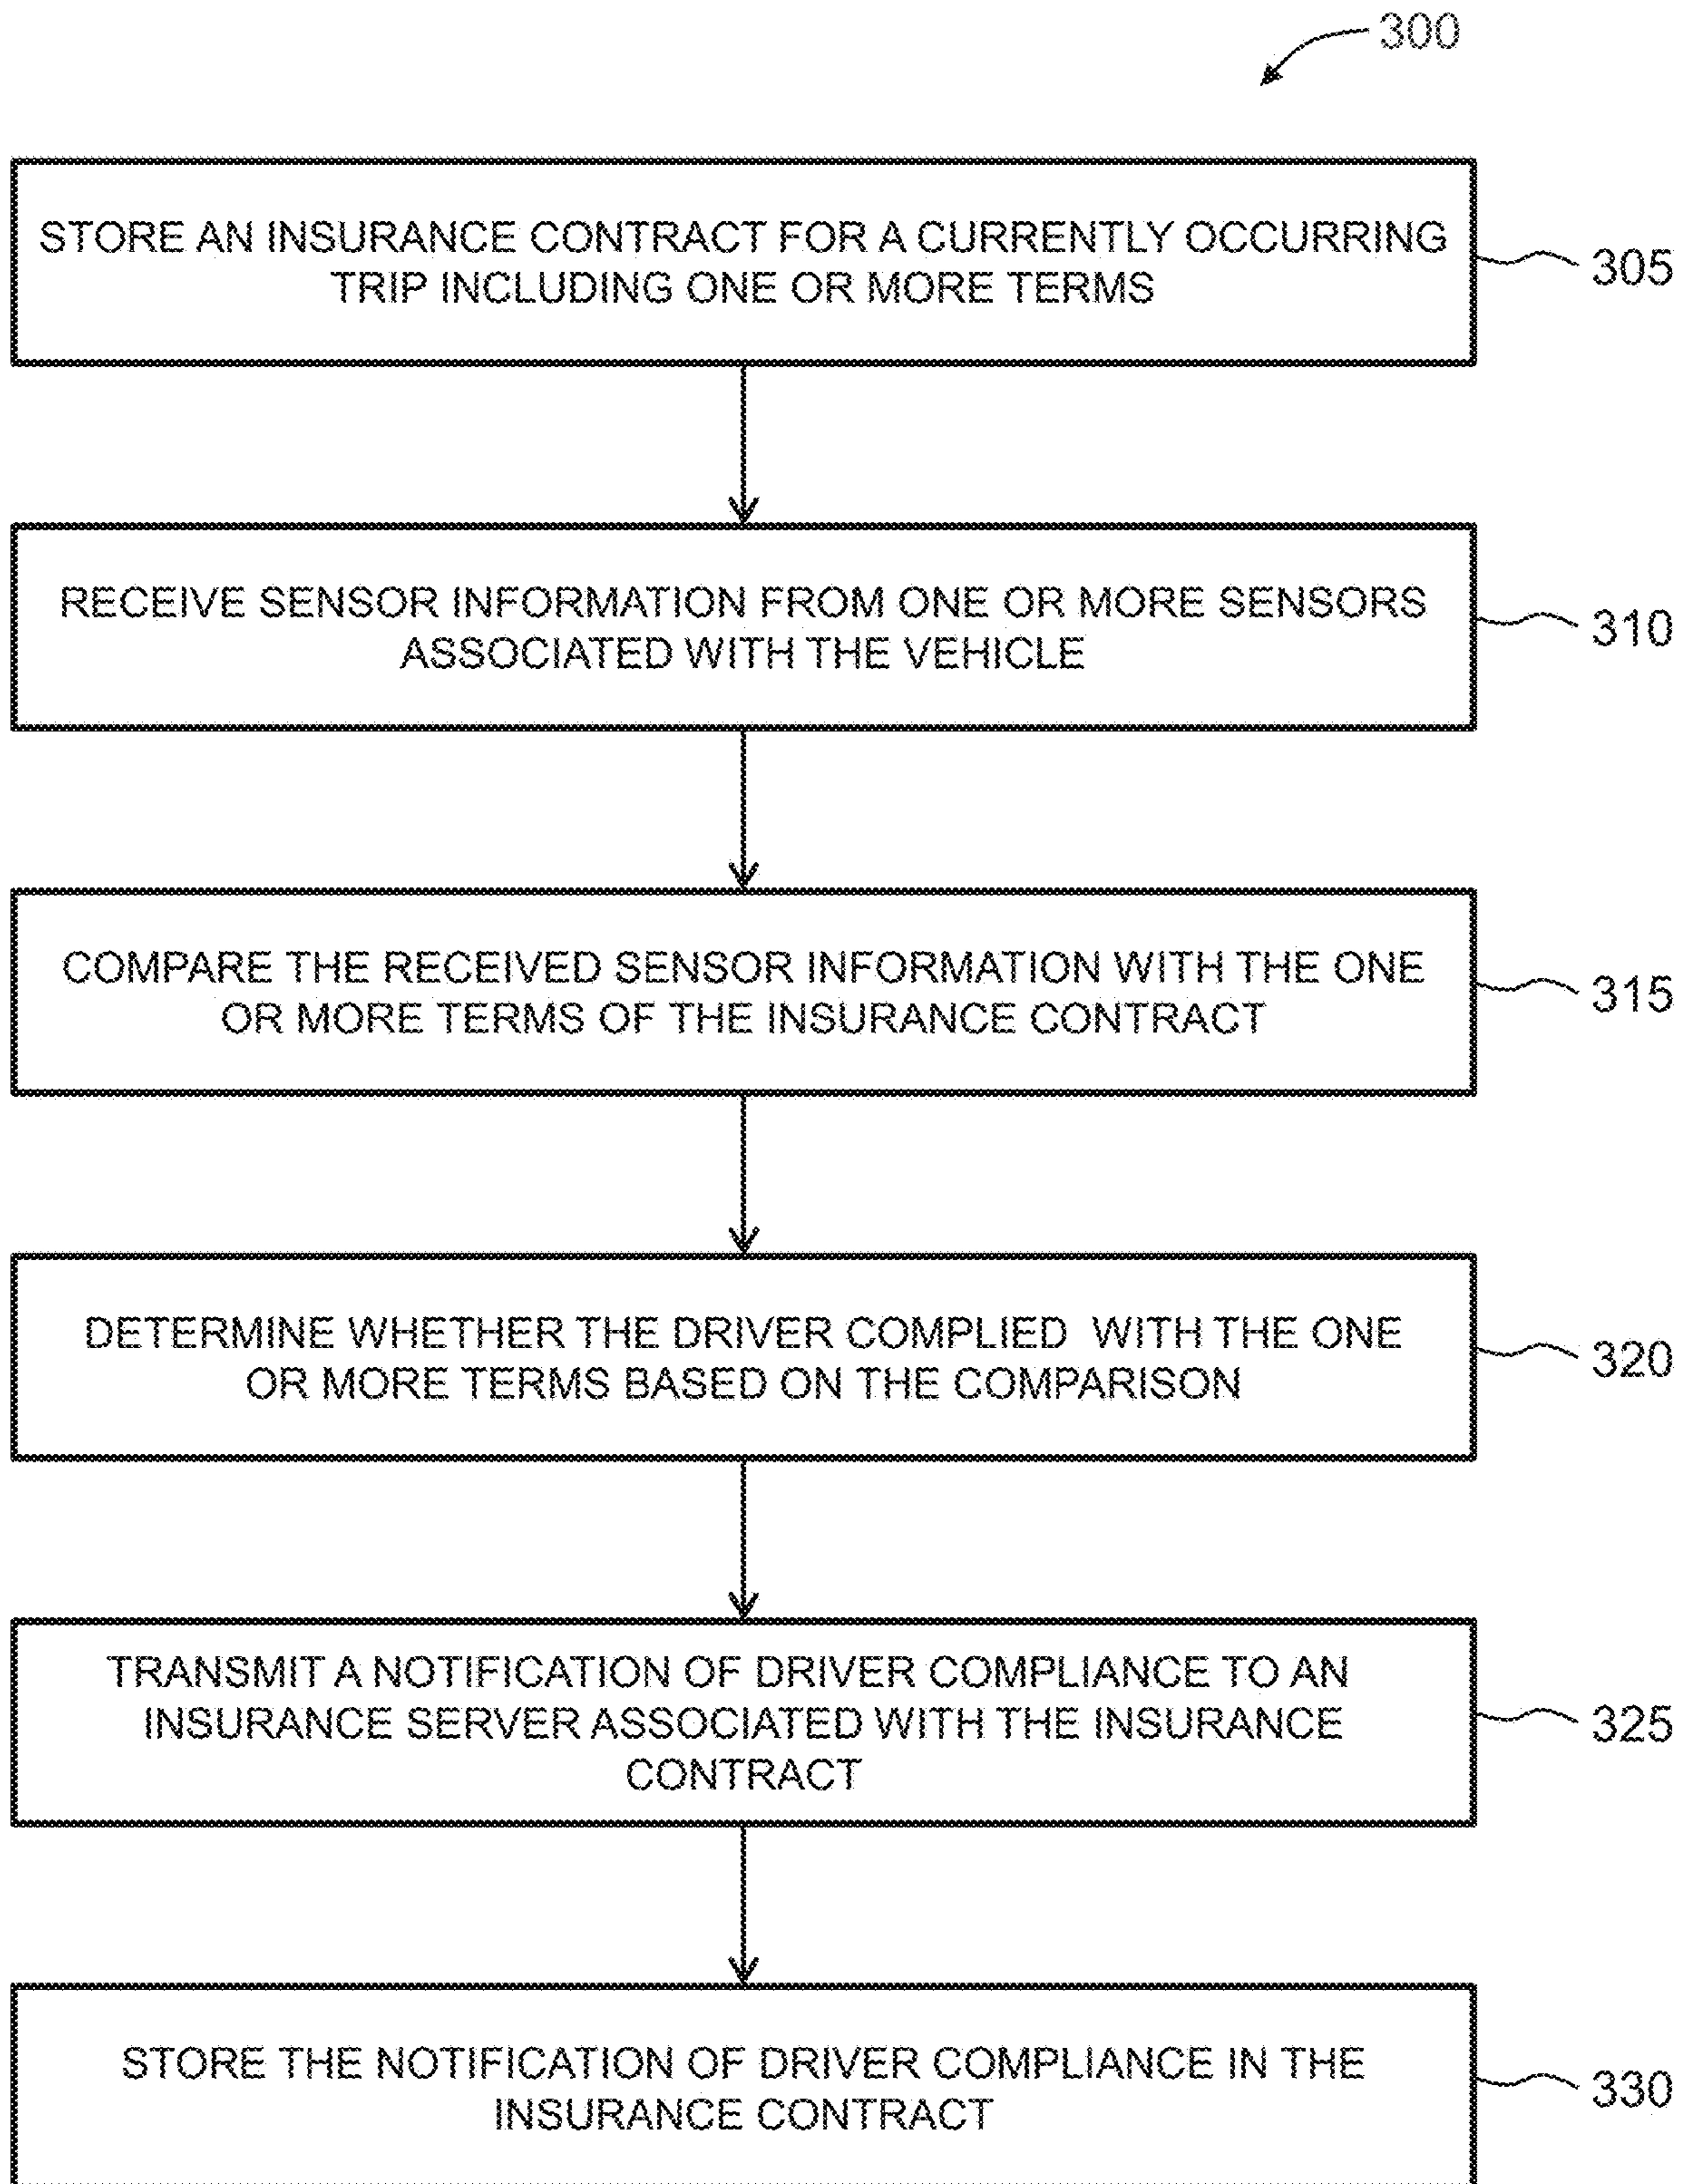 300
STORE AN INSURANCE CONTRACT FOR A CURRENTLY OCCURRING
TRIP INCLUDING ONE OR MORE TERMS
305
RECEIVE SENSOR INFORMATION FROM ONE OR MORE SENSORS
ASSOCIATED WITH THE VEHICLE
310
COMPARE THE RECEIVED SENSOR INFORMATION WITH THE ONE
OR MORE TERMS OF THE INSURANCE CONTRACT
315
DETERMINE WHETHER THE DRIVER COMPLIED WITH THE ONE
OR MORE TERMS BASED ON THE COMPARISON
320
TRANSMIT A NOTIFICATION OF DRIVER COMPLIANCE TO AN
INSURANCE SERVER ASSOCIATED WITH THE INSURANCE
CONTRACT
325
STORE THE NOTIFICATION OF DRIVER COMPLIANCE IN THE
INSURANCE CONTRACT
330